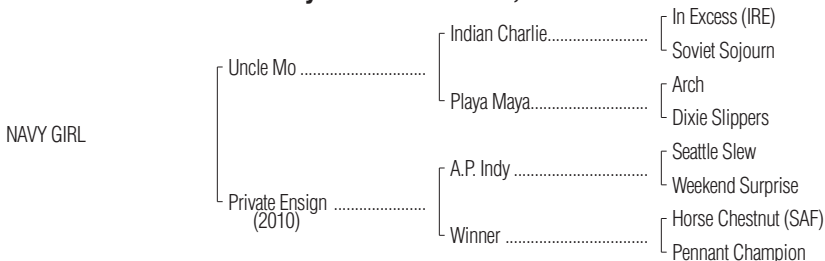 In Excess (IRE)
Indian Charlie........................
Soviet Sojourn
Uncle Mo ..............................
Arch
Playa Maya............................
Dixie Slippers
NAVY GIRL
Seattle Slew
A.P. Indy ................................
Weekend Surprise
Private Ensign ......................
(2010)
Horse Chestnut (SAF)
Winner ..................................
Pennant Champion